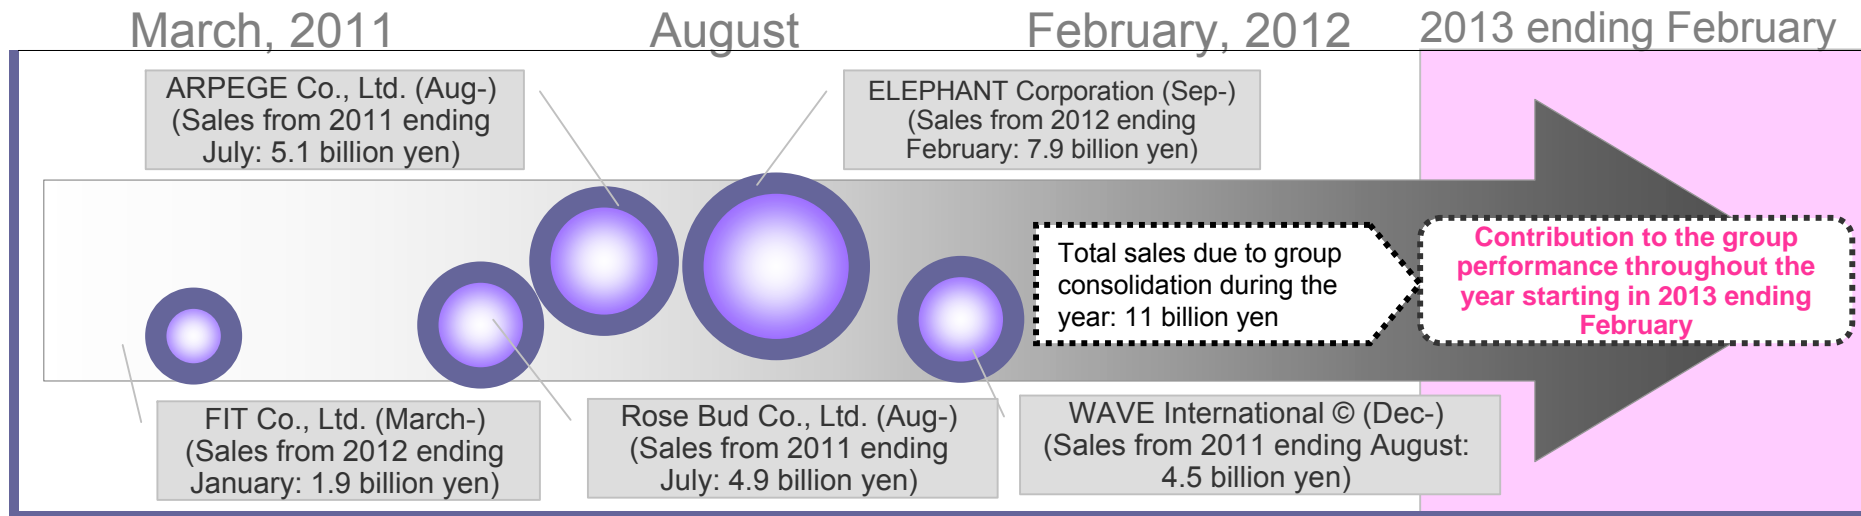 March, 2011
August
February, 2012
2013 ending February
ARPEGE Co., Ltd. (Aug-)
(Sales from 2011 ending
July: 5.1 billion yen)
ELEPHANT Corporation (Sep-)
(Sales from 2012 ending
February: 7.9 billion yen)
Total sales due to group
consolidation during the
year: 11 billion yen
Contribution to the group
performance throughout the
year starting in 2013 ending
February
FIT Co., Ltd. (March-)
(Sales from 2012 ending
January: 1.9 billion yen)
Rose Bud Co., Ltd. (Aug-)
(Sales from 2011 ending
July: 4.9 billion yen)
WAVE International © (Dec-)
(Sales from 2011 ending August:
4.5 billion yen)